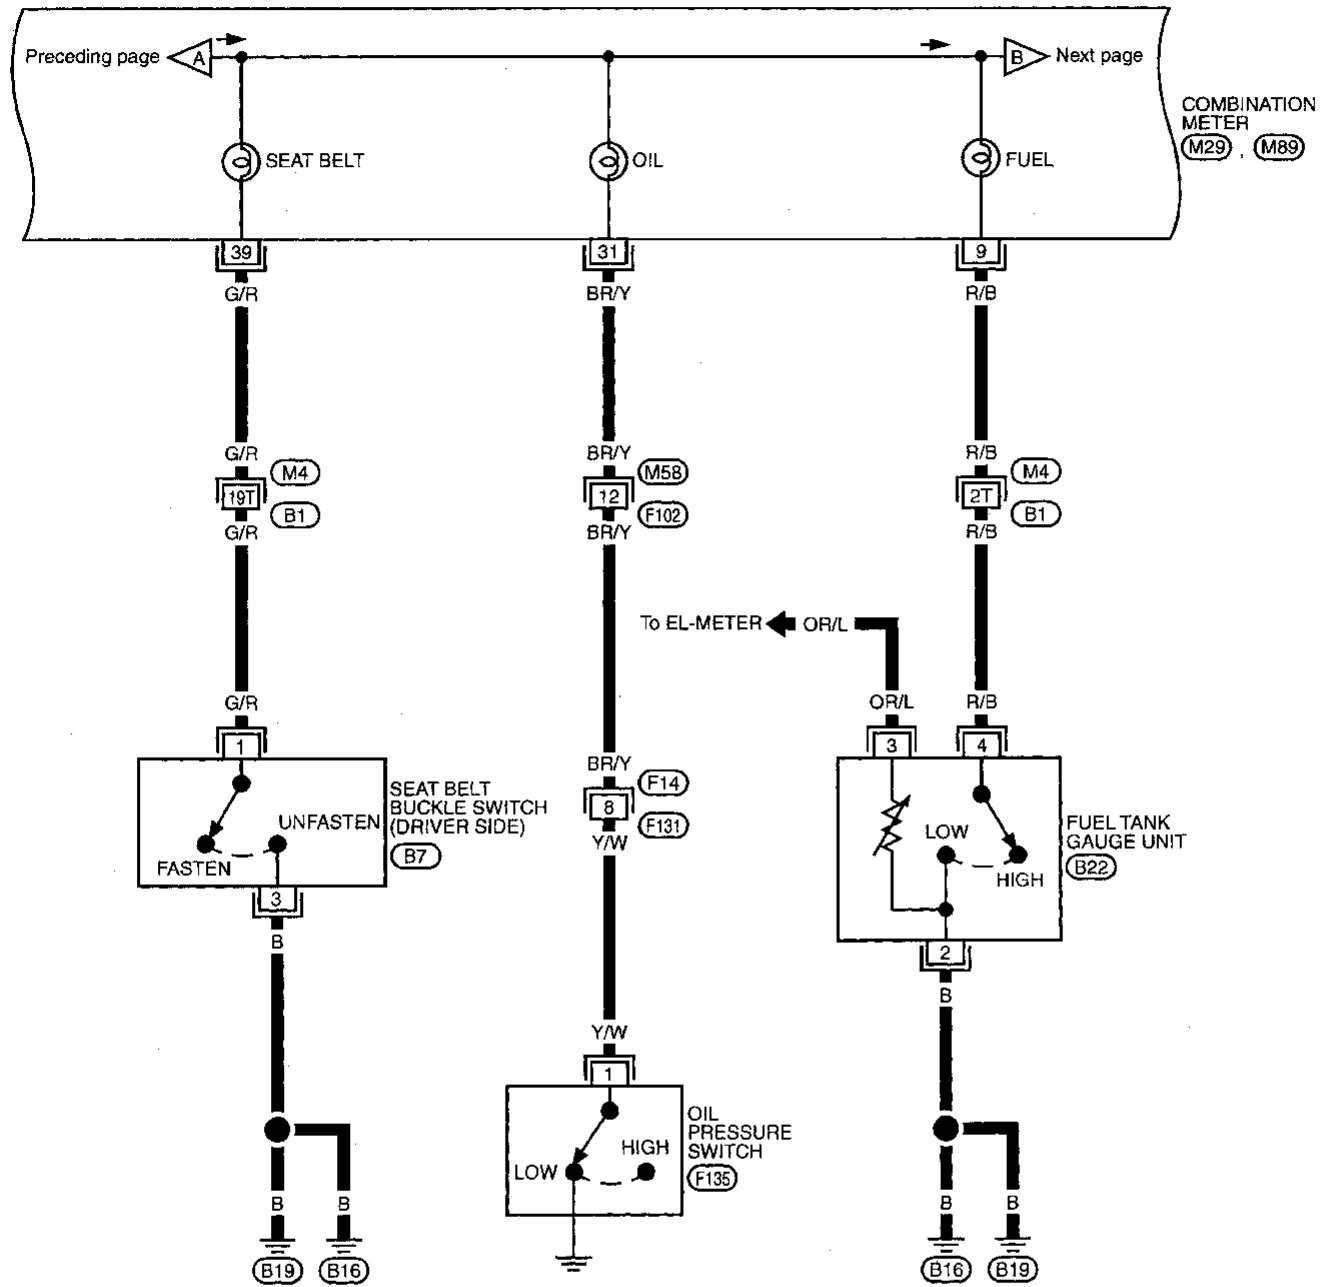 Preceding page
A
B
Next page
COMBINATION
METER
M29 , M89
SEAT BELT
OIL
FUEL
39
31
9
G/R
BR/Y
R/B
G/R
BR/Y
R/B
M4
M58
M4
19T
12
2T
B1
F102
B1
G/R
BR/Y
R/B
To EL-METER
OR/L
G/R
OR/L
R/B
1
3
4
BR/Y
F14
8
F131
Y/W
SEAT BELT
BUCKLE SWITCH
(DRIVER SIDE)
B7
UNFASTEN
FASTEN
3
B
LOW
HIGH
FUEL TANK
GAUGE UNIT
B22
2
B
Y/W
1
OIL
PRESSURE
SWITCH
F135
HIGH
LOW
B
B
B
B
B19
B16
B16
B19